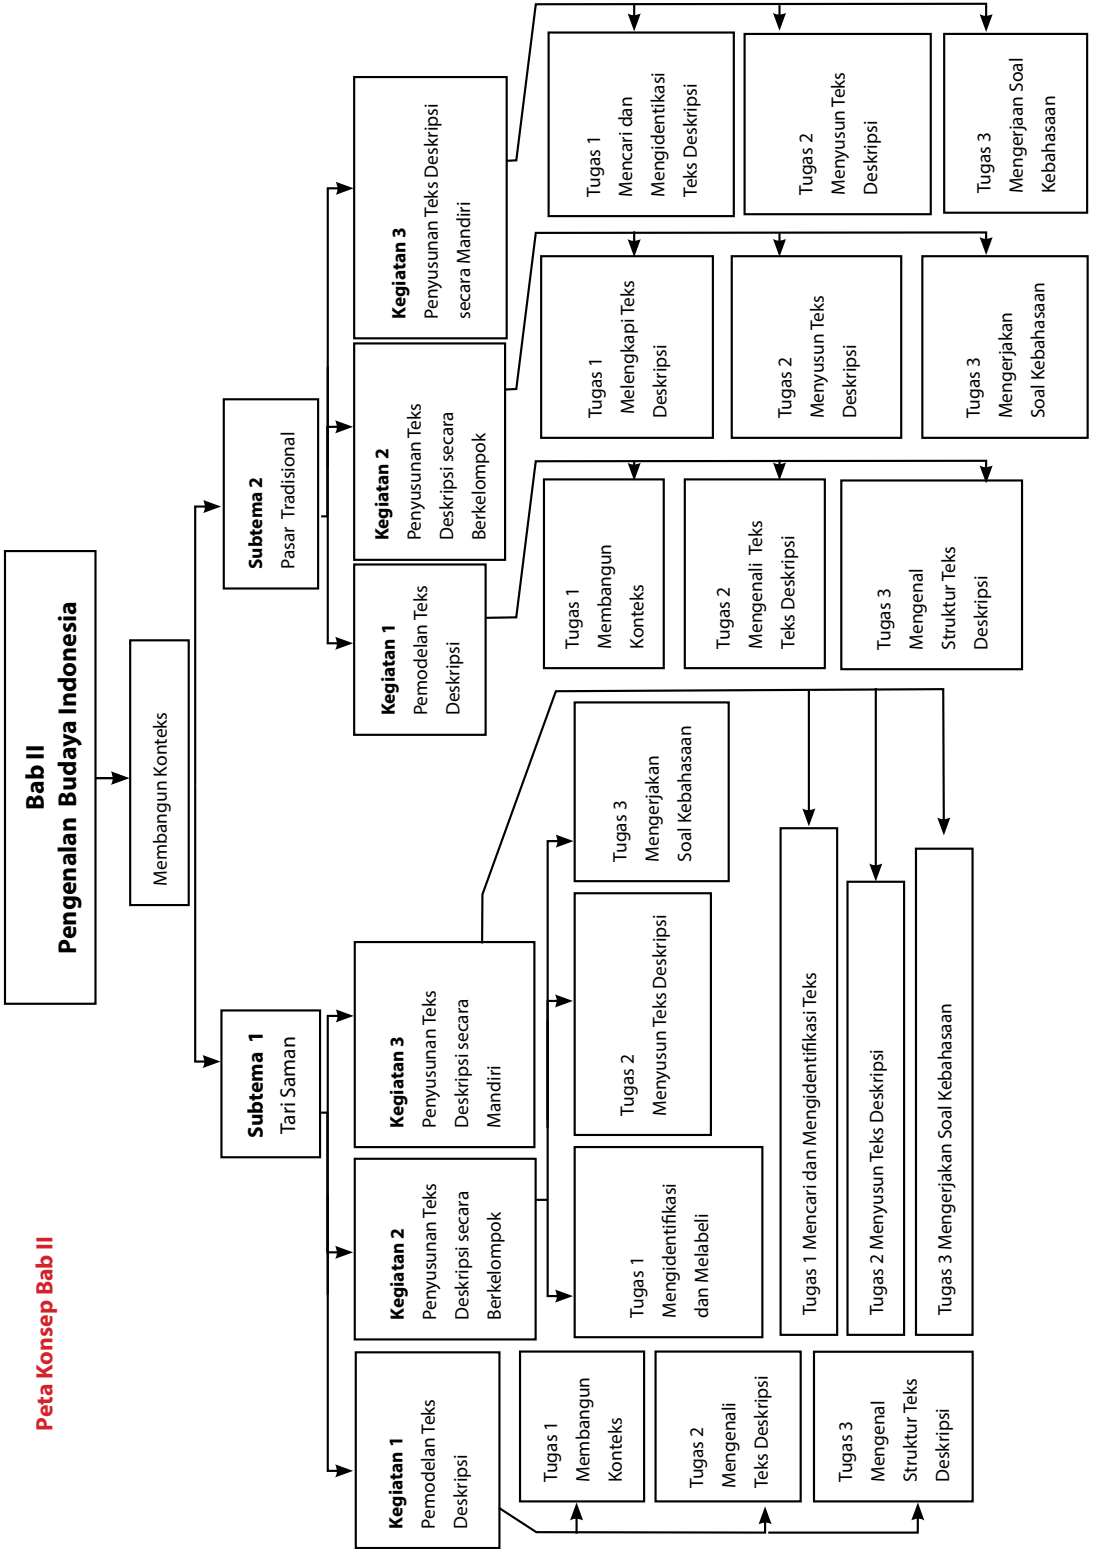 Peta Konsep Bab II
Bab II
Pengenalan Budaya Indonesia
Membangun Konteks
Subtema 1
Tari Saman
Subtema 2
Pasar Tradisional
Kegiatan 1
Pemodelan Teks
Deskripsi
Kegiatan 2
Penyusunan Teks
Deskripsi secara
Berkelompok
Kegiatan 3
Penyusunan Teks
Deskripsi secara
Mandiri
Kegiatan 1
Pemodelan Teks
Deskripsi
Kegiatan 2
Penyusunan Teks
Deskripsi secara
Berkelompok
Kegiatan 3
Penyusunan Teks Deskripsi
secara Mandiri
Tugas 1
Membangun
Konteks
Tugas 2
Mengenali
Teks Deskripsi
Tugas 3
Mengenal
Struktur Teks
Deskripsi
Tugas 1
Mengidentifikasi
dan Melabeli
Tugas 2
Menyusun Teks Deskripsi
Tugas 3
Mengerjakan
Soal Kebahasaan
Tugas 1 Mencari dan Mengidentifikasi Teks
Tugas 2 Menyusun Teks Deskripsi
Tugas 3 Mengerjakan Soal Kebahasaan
Tugas 1
Membangun
Konteks
Tugas 2
Mengenali Teks
Teks Deskripsi
Tugas 3
Mengenal
Struktur Teks
Deskripsi
Tugas 1
Melengkapi Teks
Deskripsi
Tugas 2
Menyusun Teks
Deskripsi
Tugas 3
Mengerjakan
Soal Kebahasaan
Tugas 1
Mencari dan
Mengidentikasi
Teks Deskripsi
Tugas 2
Menyusun Teks
Deskripsi
Tugas 3
Mengerjaan Soal
Kebahasaan